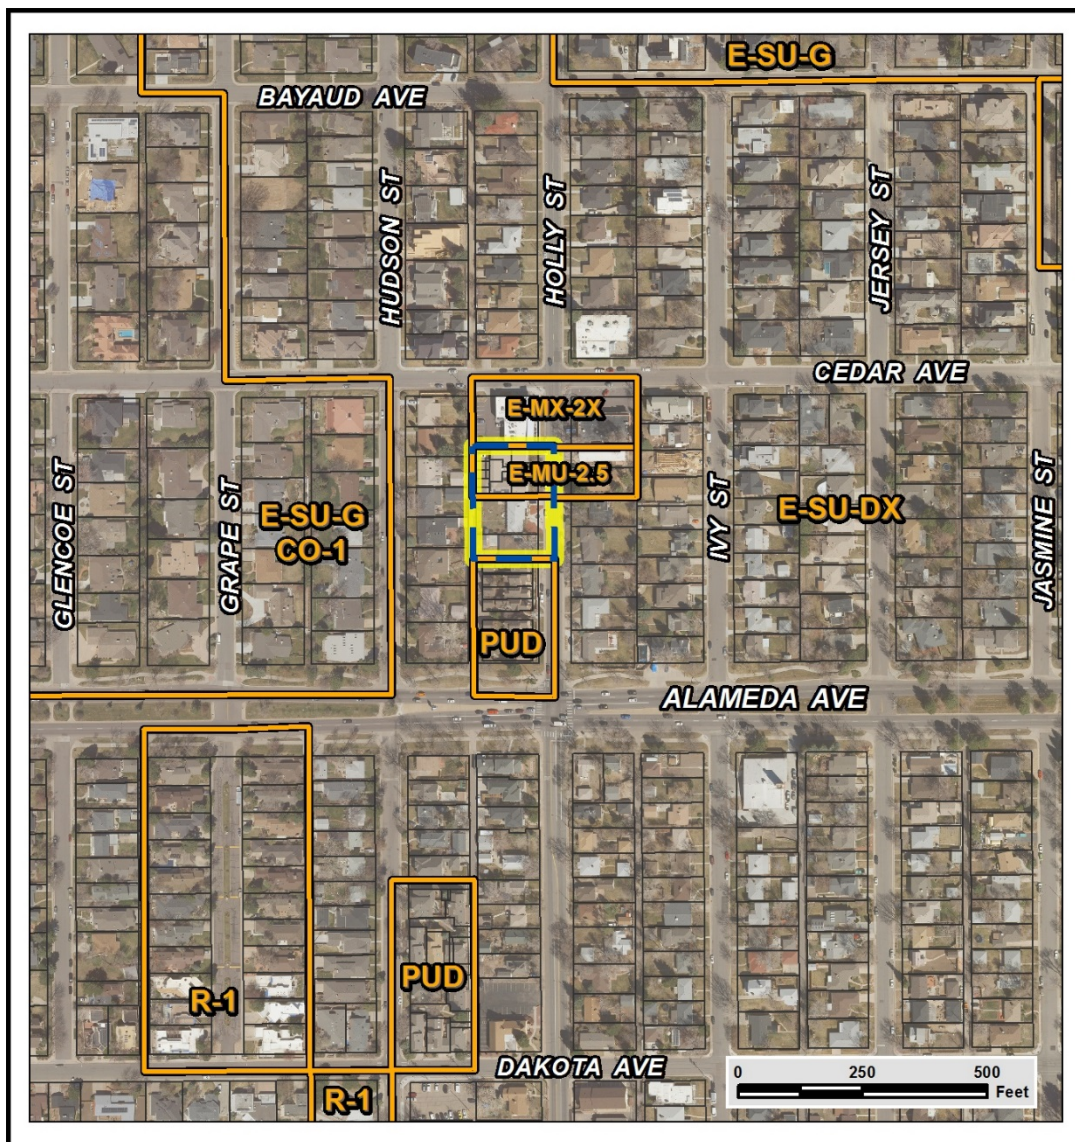 E-SU-G
BAYAUD AVE
HUDSON ST
HOLLY ST
JERSEY ST
CEDAR AVE
E-MX-2X
E-MU-2.5
GLENCOE ST
GRAPE ST
E-SU-G
CO-1
IVY ST
E-SU-DX
JASMINE ST
PUD
ALAMEDA AVE
R-1
PUD
DAKOTA AVE
R-1
0 250 500
Feet